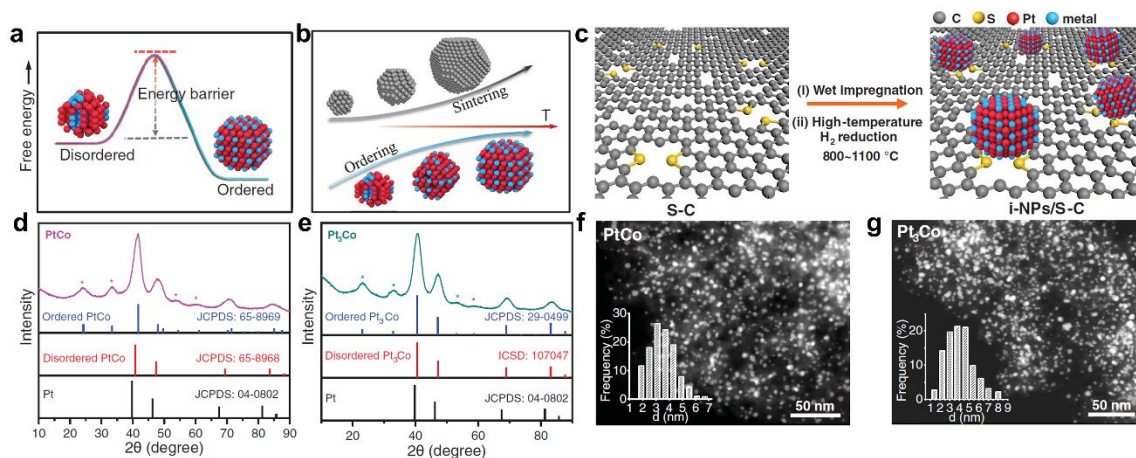 a
Free energy
Energy barrier
Disordered
Ordered
b
Sintering
T
Ordering
c
C S Pt metal
(i) Wet Impregnation
(ii) High-temperature
H₂ reduction
800~1100 °C
S-C
i-NPs/S-C
d
PtCo
Intensity
* * * *
Ordered PtCo JCPDS: 65-8969
Disordered PtCo JCPDS: 65-8968
Pt JCPDS: 04-0802
10 20 30 40 50 60 70 80 90
2θ (degree)
e
Pt₃Co
Intensity
* * * *
Ordered Pt₃Co JCPDS: 29-0499
Disordered Pt₃Co ICSD: 107047
Pt JCPDS: 04-0802
20 40 60 80
2θ (degree)
f
PtCo
Frequency (%)
30
20
10
0
1 2 3 4 5 6 7
d (nm)
50 nm
g
Pt₃Co
Frequency (%)
20
10
0
1 2 3 4 5 6 7 8 9
d (nm)
50 nm